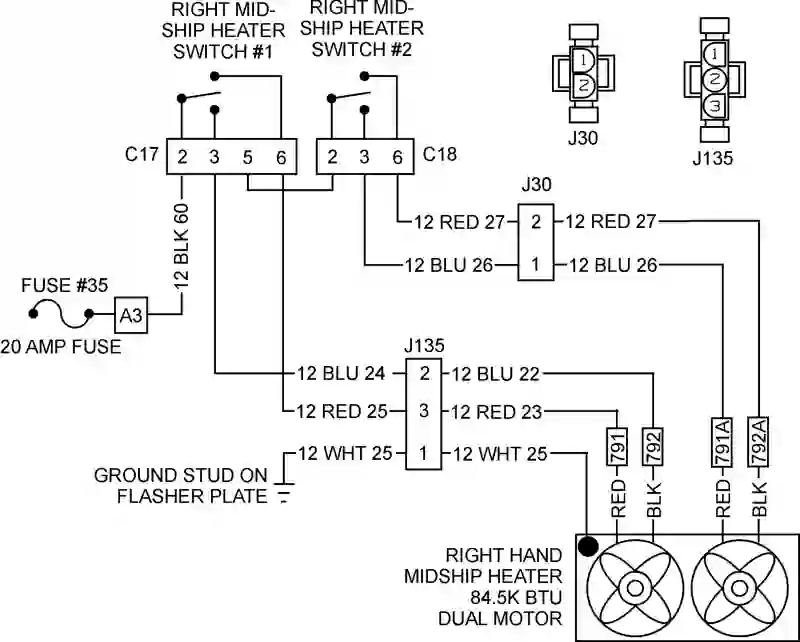 RIGHT MID-
SHIP HEATER
SWITCH #1
RIGHT MID-
SHIP HEATER
SWITCH #2
1
2
J30
1
2
3
J135
C17
2 3 5 6
2 3 6
C18
J30
12 RED 27
2
12 RED 27
12 BLU 26
1
12 BLU 26
12 BLK 60
FUSE #35
A3
20 AMP FUSE
J135
12 BLU 24
2
12 BLU 22
12 RED 25
3
12 RED 23
12 WHT 25
1
12 WHT 25
GROUND STUD ON
FLASHER PLATE
791
792
791A
792A
RED
BLK
RED
BLK
RIGHT HAND
MIDSHIP HEATER
84.5K BTU
DUAL MOTOR